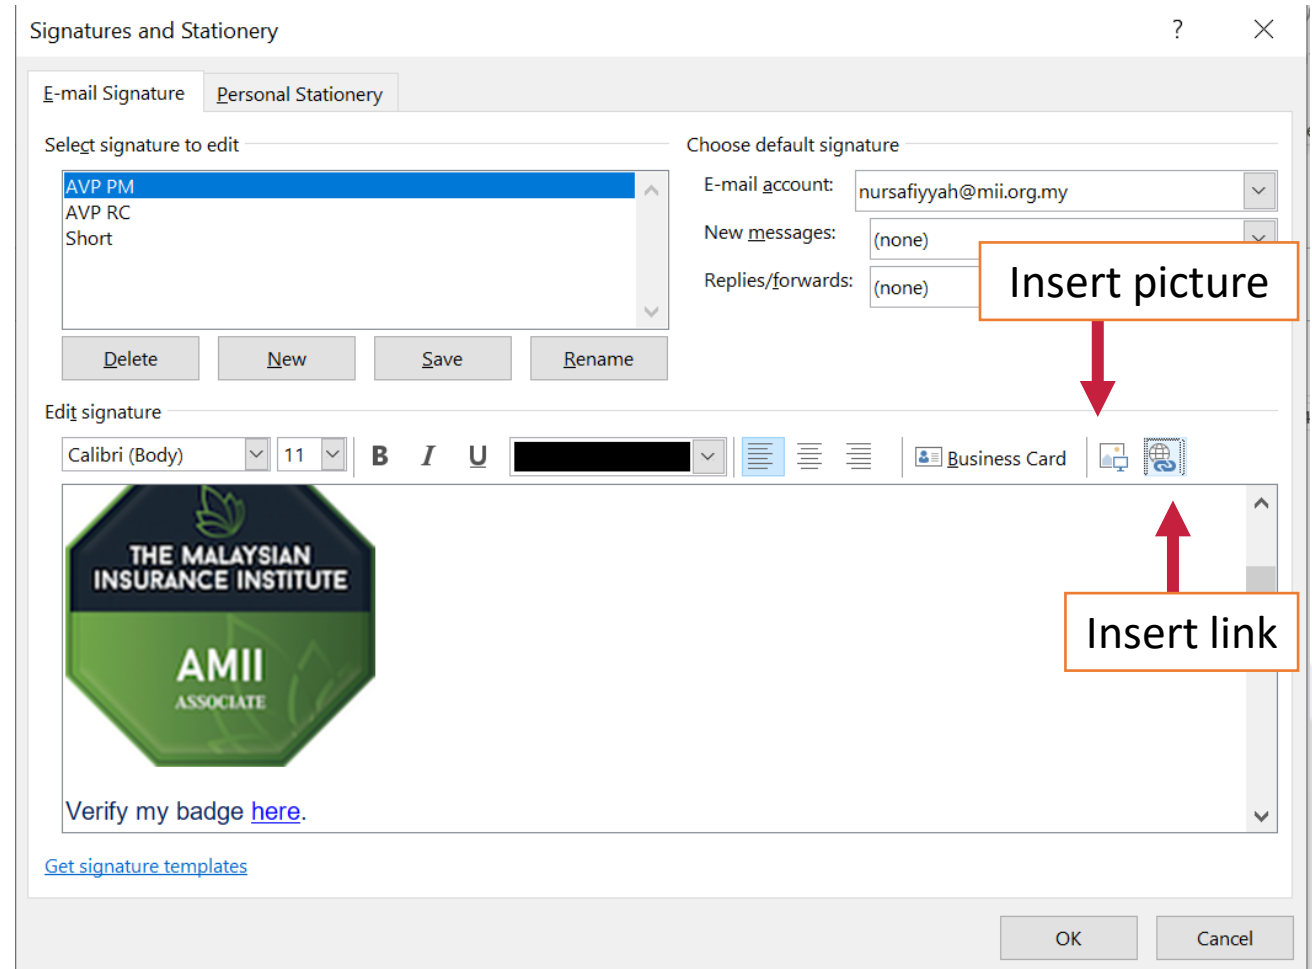 Signatures and Stationery
?
E-mail Signature
Personal Stationery
Select signature to edit
Choose default signature
AVP PM
AVP RC
Short
E-mail account:
nursafiyyah@mii.org.my
New messages:
(none)
Replies/forwards:
(none)
Insert picture
Delete
New
Save
Rename
Edit signature
Calibri (Body)
11
B
I
U
Business Card
THE MALAYSIAN
INSURANCE INSTITUTE
AMII
ASSOCIATE
Insert link
Verify my badge here.
Get signature templates
OK
Cancel